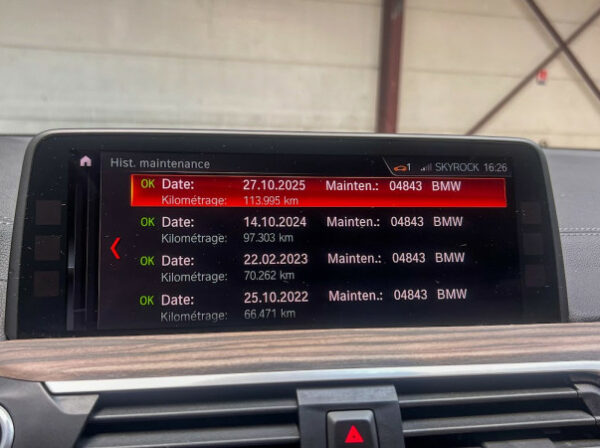 Hist. maintenance 1 SKYROCK 16:26
OK Date: 27.10.2025 Mainten.: 04843 BMW
Kilométrage: 113.995 km
OK Date: 14.10.2024 Mainten.: 04843 BMW
Kilométrage: 97.303 km
OK Date: 22.02.2023 Mainten.: 04843 BMW
Kilométrage: 70.262 km
OK Date: 25.10.2022 Mainten.: 04843 BMW
Kilométrage: 66.471 km